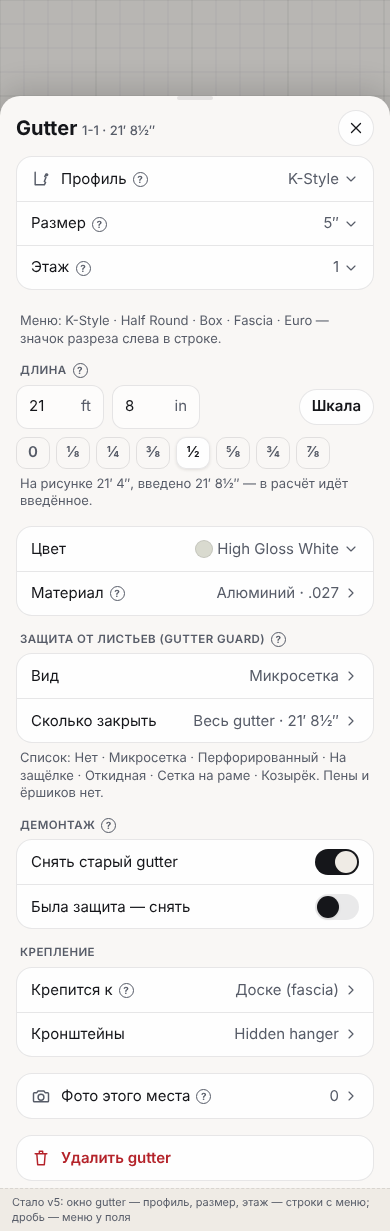 Gutter 1-1 · 21′ 8½″
Профиль ? K-Style
Размер ? 5″
Этаж ? 1
Меню: K-Style · Half Round · Box · Fascia · Euro —
значок разреза слева в строке.
ДЛИНА ?
21 ft 8 in Шкала
0 ⅛ ¼ ⅜ ½ ⅝ ¾ ⅞
На рисунке 21′ 4″, введено 21′ 8½″ — в расчёт идёт
введённое.
Цвет High Gloss White
Материал ? Алюминий · .027
ЗАЩИТА ОТ ЛИСТЬЕВ (GUTTER GUARD) ?
Вид Микросетка
Сколько закрыть Весь gutter · 21′ 8½″
Список: Нет · Микросетка · Перфорированный · На
защёлке · Откидная · Сетка на раме · Козырёк. Пены и
ёршиков нет.
ДЕМОНТАЖ ?
Снять старый gutter
Была защита — снять
КРЕПЛЕНИЕ
Крепится к ? Доске (fascia)
Кронштейны Hidden hanger
Фото этого места ? 0
Удалить gutter
Стало v5: окно gutter — профиль, размер, этаж — строки с меню;
дробь — меню у поля